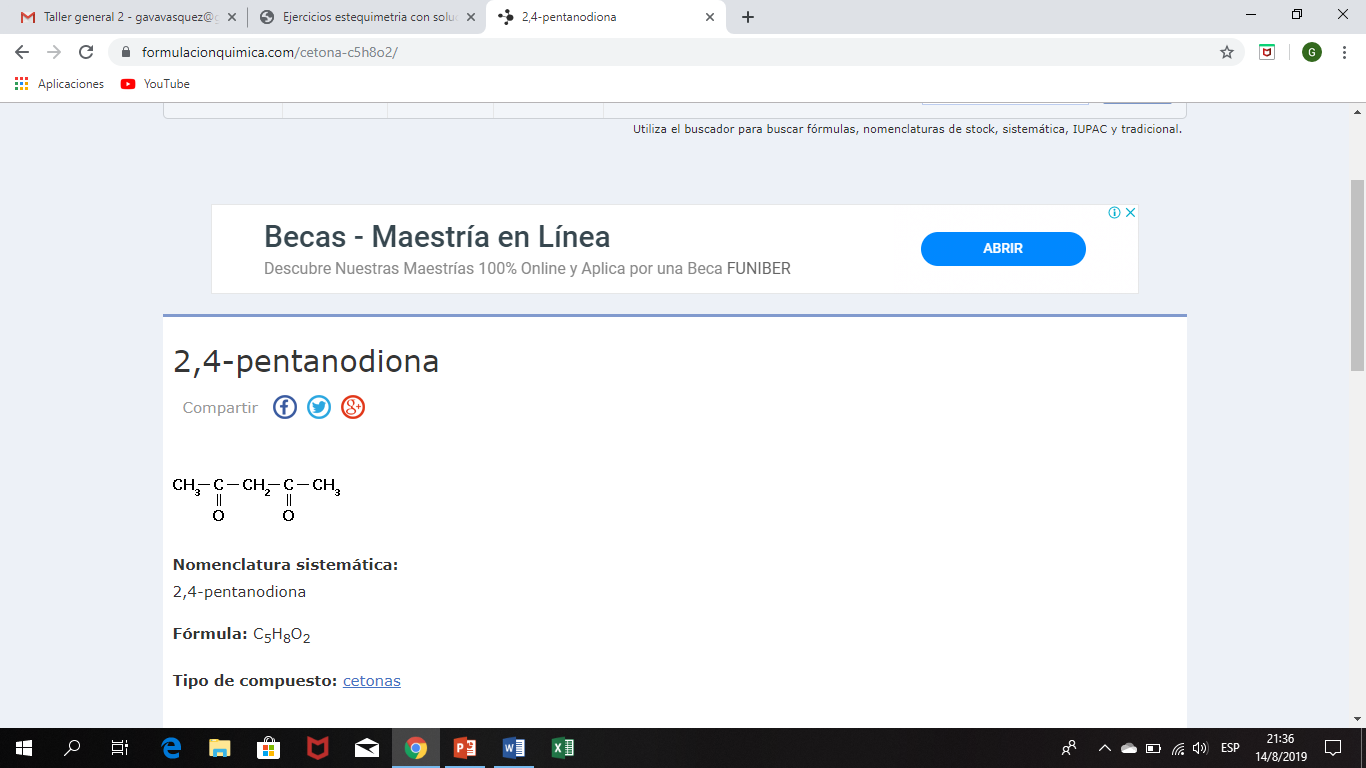 Taller general 2 - gavavasquez@g
Ejercicios estequimetria con soluc
2,4-pentanodiona
formulacionquimica.com/cetona-c5h8o2/
G
Aplicaciones
YouTube
Utiliza el buscador para buscar fórmulas, nomenclaturas de stock, sistemática, IUPAC y tradicional.
Becas - Maestría en Línea
Descubre Nuestras Maestrías 100% Online y Aplica por una Beca FUNIBER
ABRIR
2,4-pentanodiona
Compartir
CH₃—C—CH₂—C—CH₃
O O
Nomenclatura sistemática:
2,4-pentanodiona
Fórmula: C₅H₈O₂
Tipo de compuesto: cetonas
ESP
21:36
14/8/2019